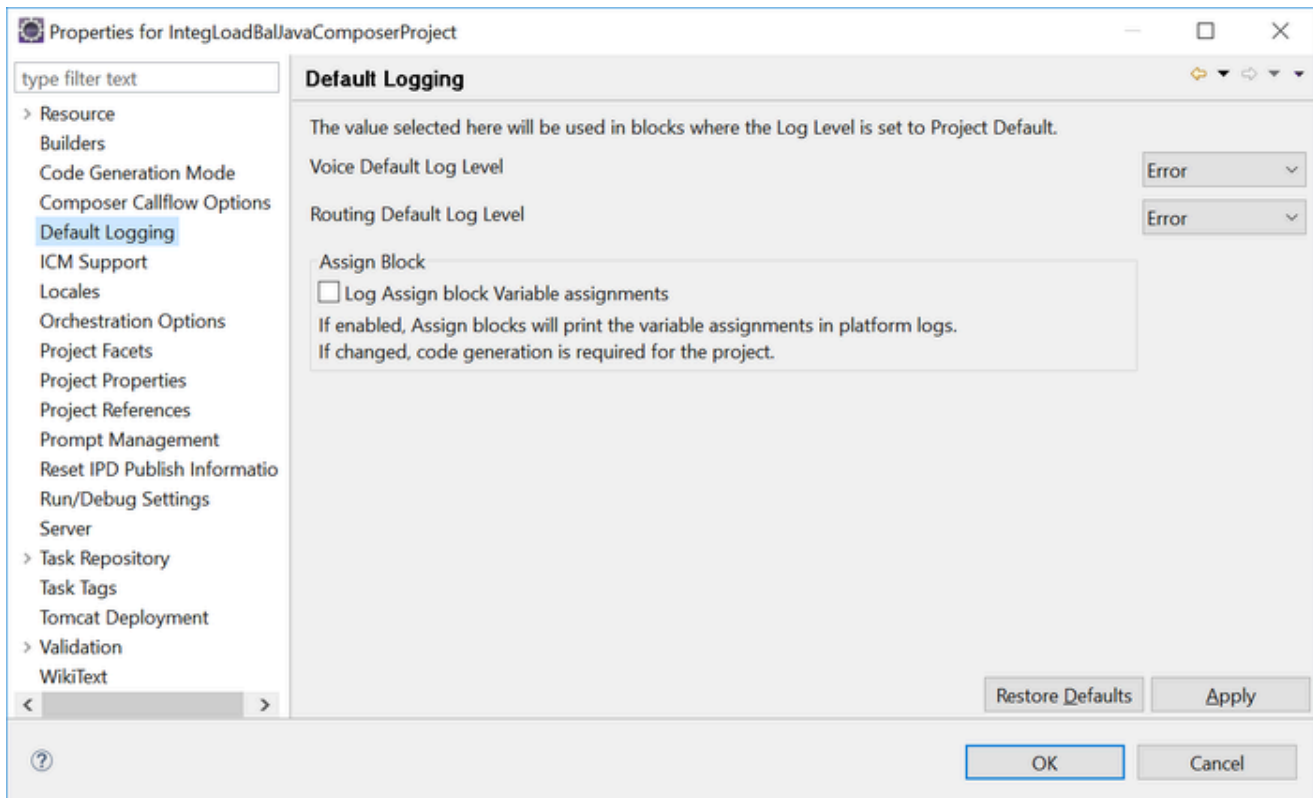 Properties for IntegLoadBalJavaComposerProject
type filter text
Resource
Builders
Code Generation Mode
Composer Callflow Options
Default Logging
ICM Support
Locales
Orchestration Options
Project Facets
Project Properties
Project References
Prompt Management
Reset IPD Publish Informatio
Run/Debug Settings
Server
Task Repository
Task Tags
Tomcat Deployment
Validation
WikiText
Default Logging
The value selected here will be used in blocks where the Log Level is set to Project Default.
Voice Default Log Level
Error
Routing Default Log Level
Error
Assign Block
Log Assign block Variable assignments
If enabled, Assign blocks will print the variable assignments in platform logs.
If changed, code generation is required for the project.
Restore Defaults
Apply
OK
Cancel